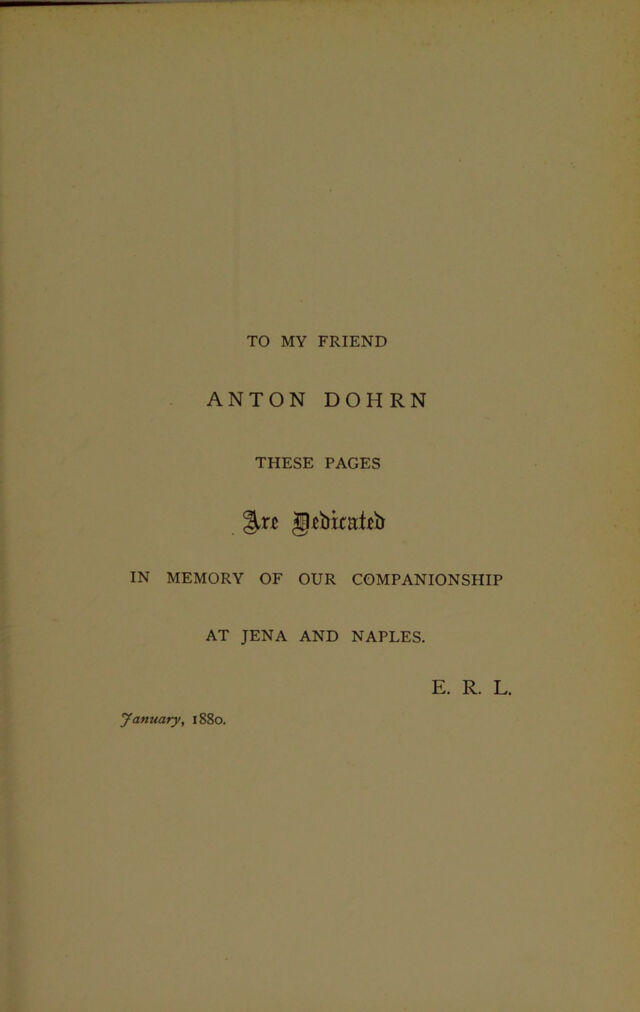 TO MY FRIEND
ANTON DOHRN
THESE PAGES
Are Dedicated
IN MEMORY OF OUR COMPANIONSHIP
AT JENA AND NAPLES.
E. R. L.
January, 1880.